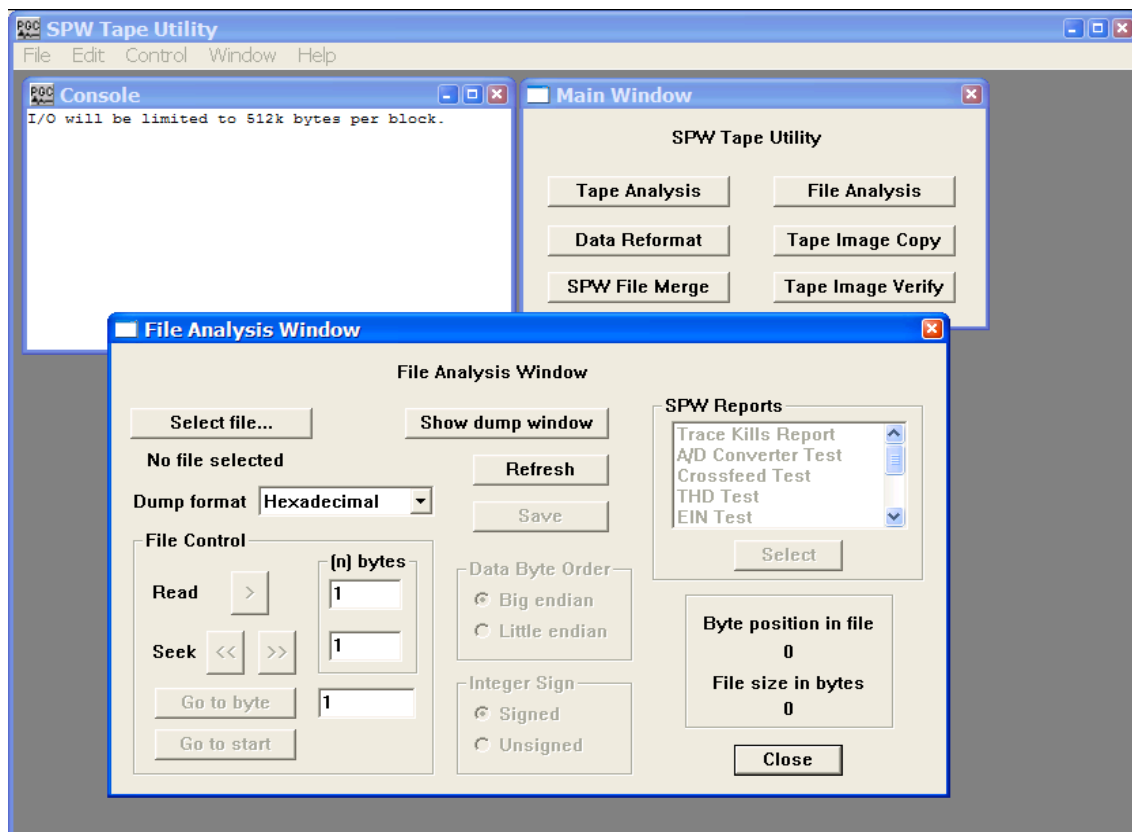 PGC SPW Tape Utility
File Edit Control Window Help
PGC Console
I/O will be limited to 512k bytes per block.
Main Window
SPW Tape Utility
Tape Analysis File Analysis
Data Reformat Tape Image Copy
SPW File Merge Tape Image Verify
File Analysis Window
File Analysis Window
Select file... Show dump window
No file selected Refresh
Dump format Hexadecimal Save
File Control
(n) bytes
Read > 1
Seek << >> 1
Go to byte 1
Go to start
Data Byte Order
Big endian
Little endian
Integer Sign
Signed
Unsigned
SPW Reports
Trace Kills Report
A/D Converter Test
Crossfeed Test
THD Test
EIN Test
Select
Byte position in file
0
File size in bytes
0
Close